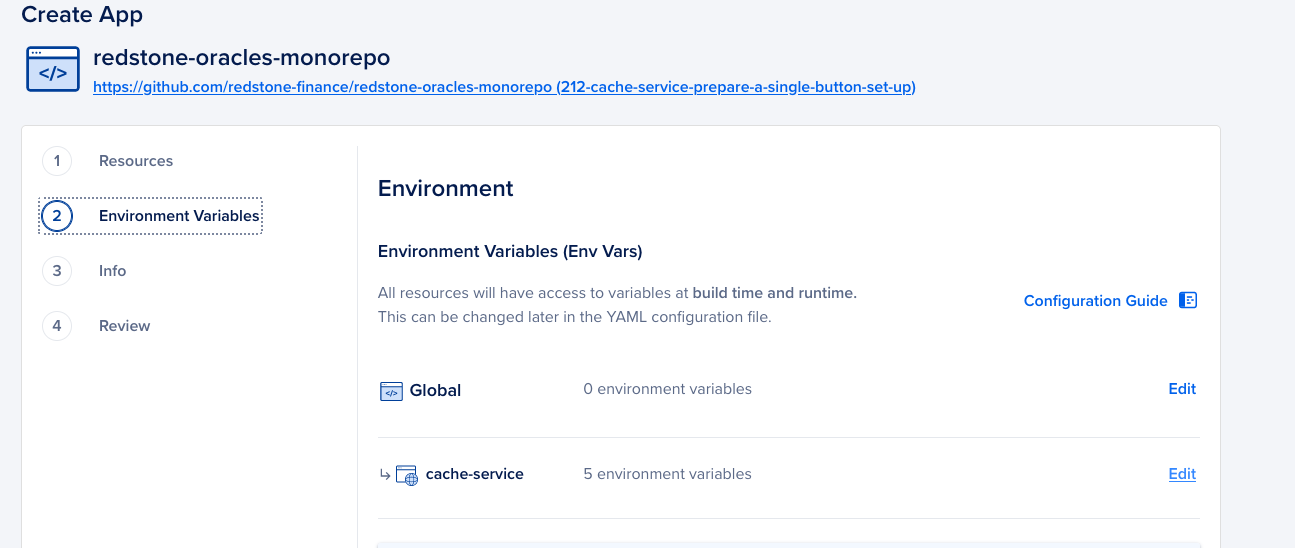 Create App
redstone-oracles-monorepo
https://github.com/redstone-finance/redstone-oracles-monorepo (212-cache-service-prepare-a-single-button-set-up)
1 Resources
2 Environment Variables
3 Info
4 Review
Environment
Environment Variables (Env Vars)
All resources will have access to variables at build time and runtime.
This can be changed later in the YAML configuration file.
Configuration Guide
Global 0 environment variables Edit
cache-service 5 environment variables Edit